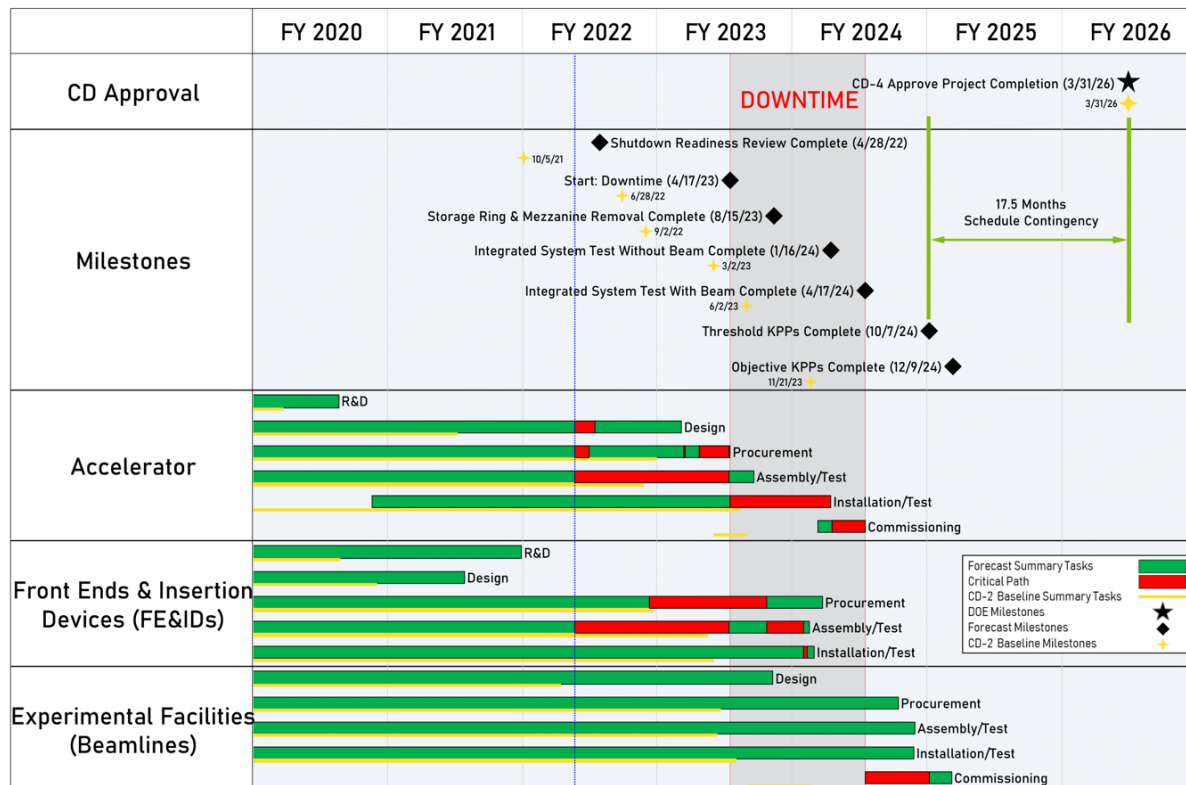 FY 2020 FY 2021 FY 2022 FY 2023 FY 2024 FY 2025 FY 2026
CD Approval
CD-4 Approve Project Completion (3/31/26)
3/31/26
DOWNTIME
Milestones
Shutdown Readiness Review Complete (4/28/22)
10/5/21
Start: Downtime (4/17/23)
6/28/22
Storage Ring & Mezzanine Removal Complete (8/15/23)
9/2/22
Integrated System Test Without Beam Complete (1/16/24)
3/2/23
Integrated System Test With Beam Complete (4/17/24)
6/2/23
Threshold KPPs Complete (10/7/24)
Objective KPPs Complete (12/9/24)
11/21/23
17.5 Months
Schedule Contingency
Accelerator
R&D
Design
Procurement
Assembly/Test
Installation/Test
Commissioning
Front Ends & Insertion
Devices (FE&IDs)
R&D
Design
Procurement
Assembly/Test
Installation/Test
Experimental Facilities
(Beamlines)
Design
Procurement
Assembly/Test
Installation/Test
Commissioning
Forecast Summary Tasks
Critical Path
CD-2 Baseline Summary Tasks
DOE Milestones
Forecast Milestones
CD-2 Baseline Milestones